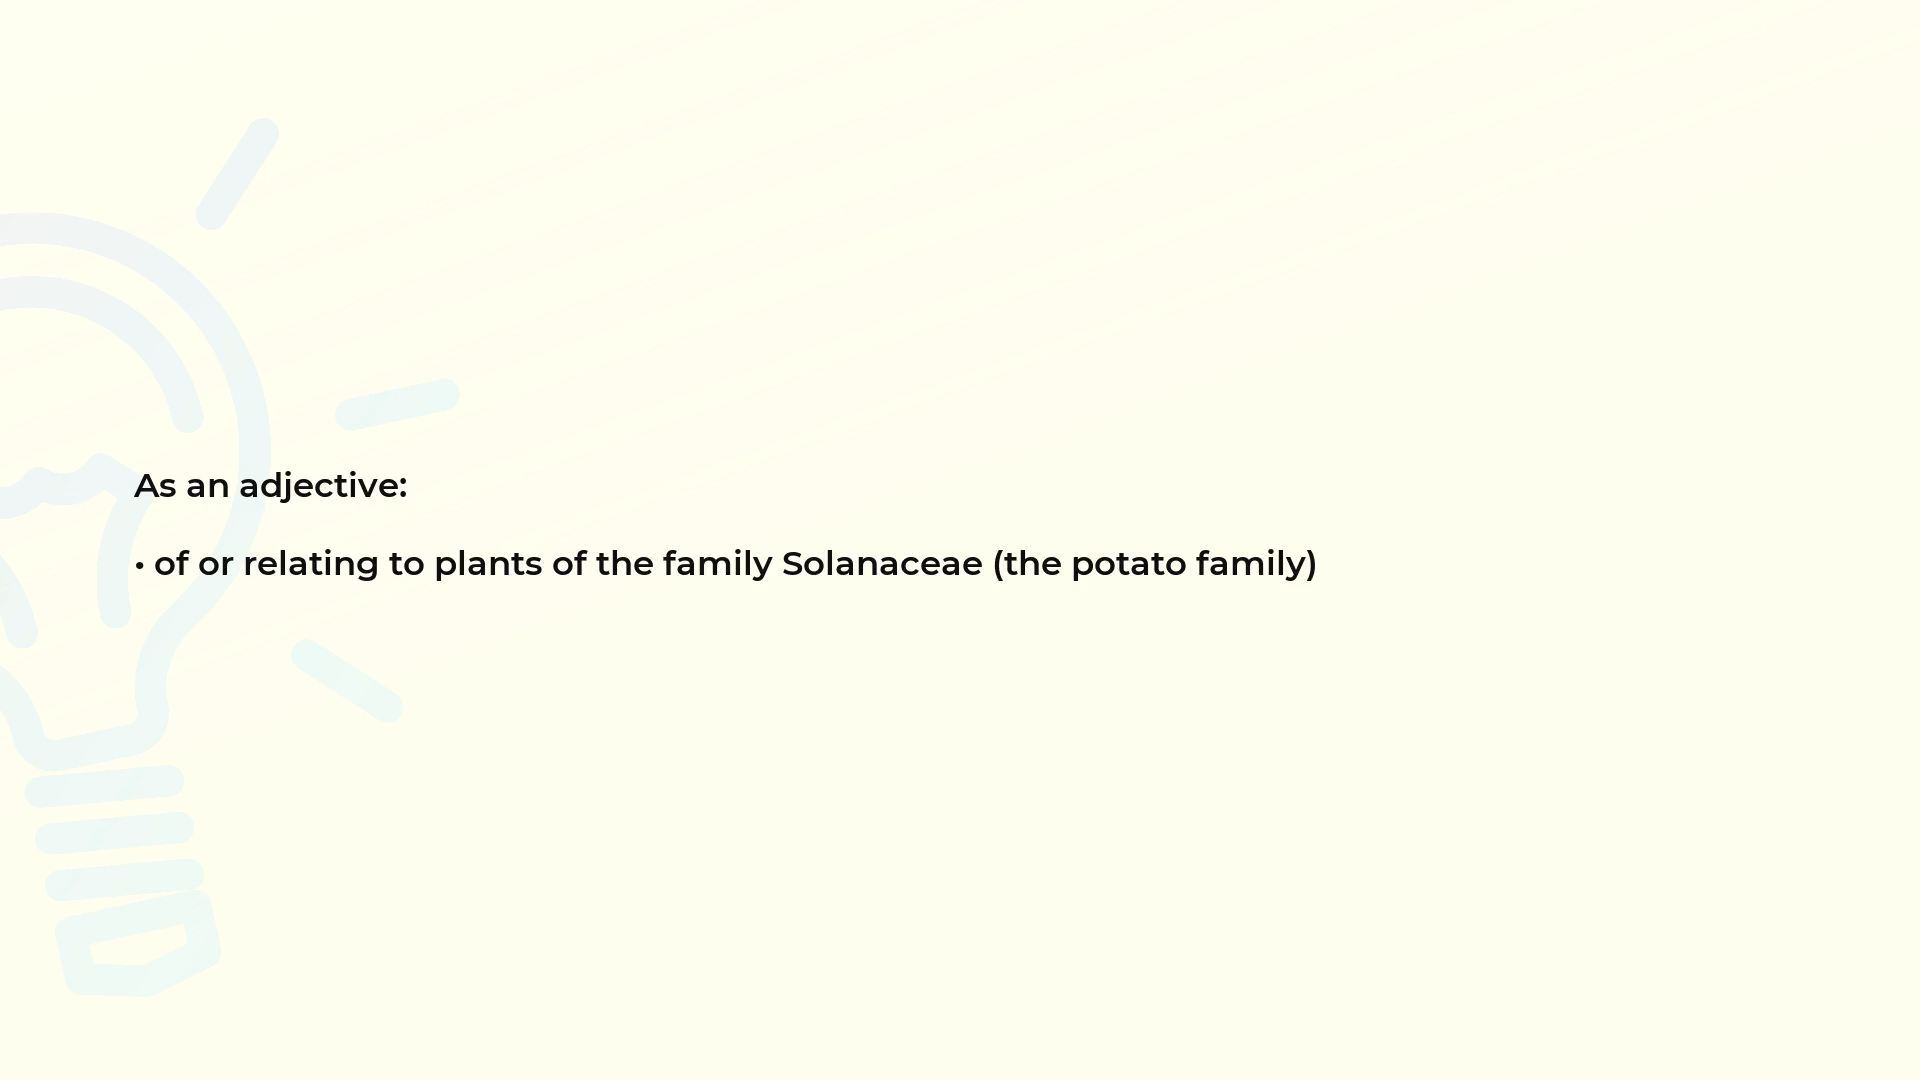 As an adjective:
• of or relating to plants of the family Solanaceae (the potato family)